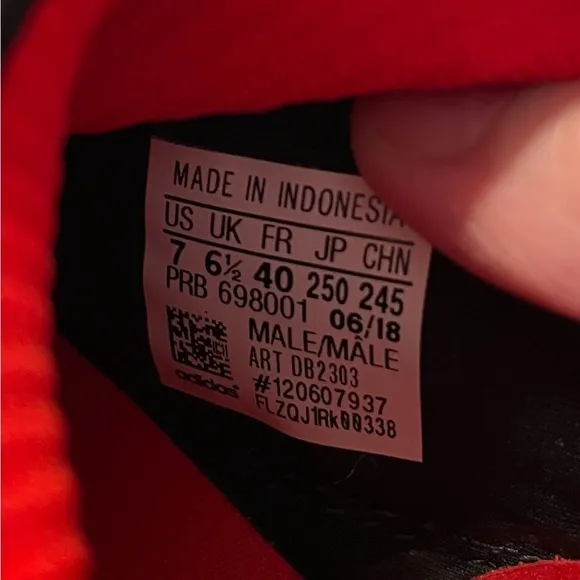 MADE IN INDONESIA
US UK FR JP CHN
7 6½ 40 250 245
PRB 698001 06/18
MALE/MÂLE
ART DB2303
#120607937
adidas
FLZQJ1Rk00338